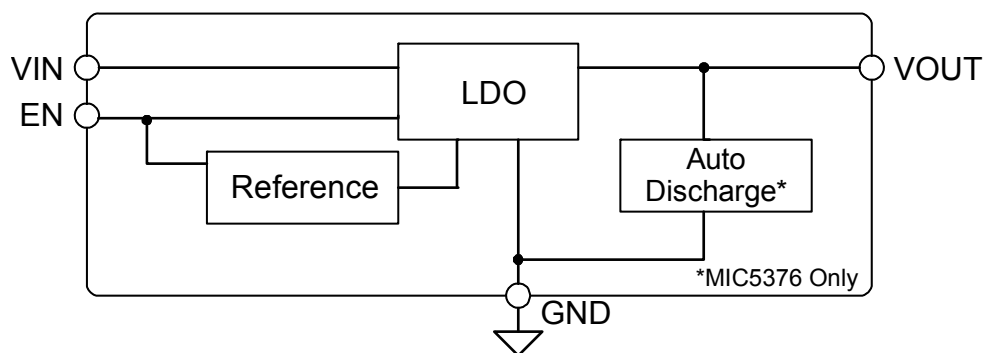 VIN
LDO
VOUT
EN
Reference
Auto
Discharge*
*MIC5376 Only
GND